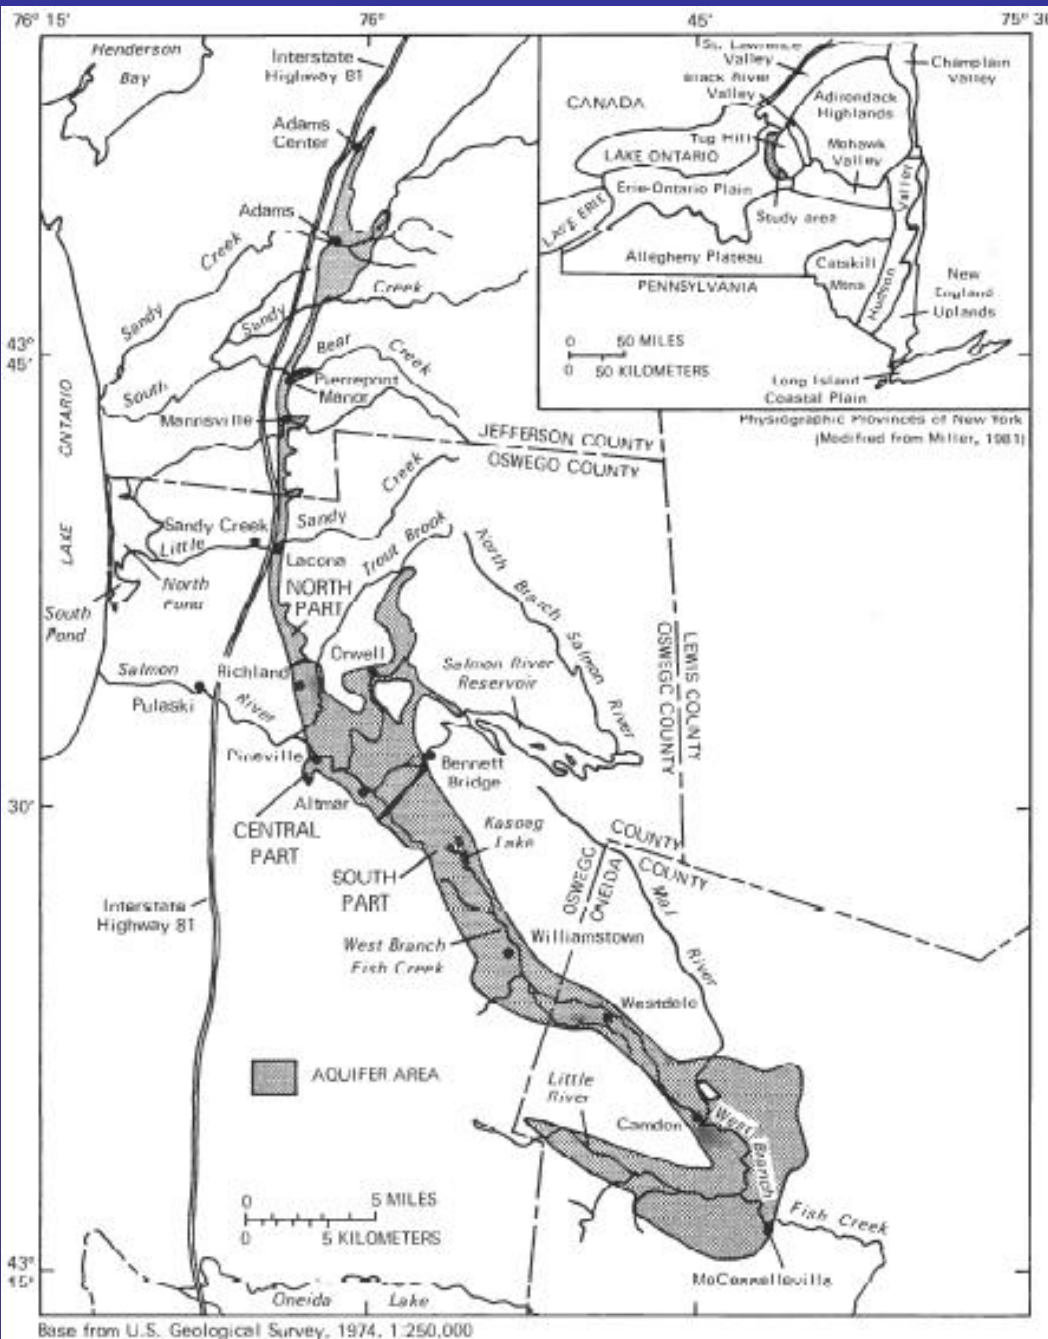 76° 15'
76°
45'
75° 30
Henderson
Bay
Interstate
Highway 81
Adams
Center
Adams
Sandy Creek
Sandy
Creek
South
Bear
Creek
Pierrepont
Manor
Mannsville
43°
45'
LAKE ONTARIO
JEFFERSON COUNTY
OSWEGO COUNTY
Sandy Creek
Little
Sandy
Creek
Lacona
North
Pond
South
Pond
NORTH
PART
Trout Brook
North Branch Salmon River
OSWEGO COUNTY
LEWIS COUNTY
Orwell
Salmon River
Reservoir
Richland
Salmon
River
Pulaski
Pineville
Bennett
Bridge
Altmar
30'
CENTRAL
PART
Kasoag
Lake
COUNTY
COUNTY
OSWEGO
ONEIDA
SOUTH
PART
Mad
River
Interstate
Highway 81
West Branch
Fish Creek
Williamstown
Westdale
AQUIFER AREA
Little
River
Camden
West Branch
Fish Creek
McConnellsville
0 5 MILES
0 5 KILOMETERS
43°
15'
Oneida Lake
Base from U.S. Geological Survey, 1974, 1:250,000
St. Lawrence
Valley
Black River
Valley
Champlain
Valley
CANADA
Adirondack
Highlands
Tug Hill
Mohawk
Valley
LAKE ONTARIO
Erie-Ontario Plain
Study area
LAKE ERIE
Allegheny Plateau
PENNSYLVANIA
Catskill
Mtns
Hudson
Valley
New
England
Uplands
0 50 MILES
0 50 KILOMETERS
Long Island
Coastal Plain
Physiographic Provinces of New York
(Modified from Miller, 1981)